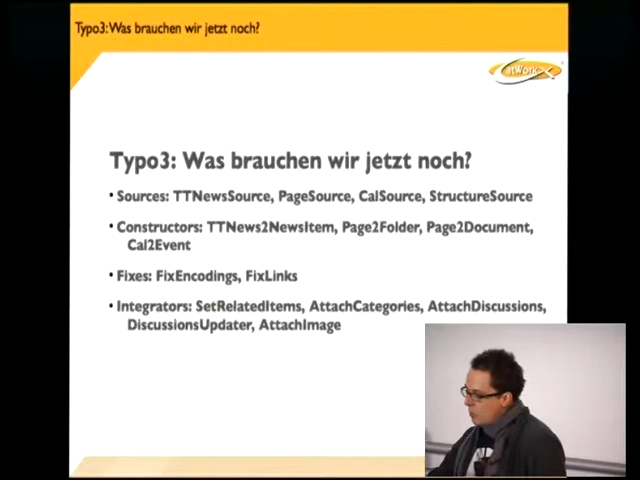 Typo3: Was brauchen wir jetzt noch?
atWork
Typo3: Was brauchen wir jetzt noch?
• Sources: TTNewsSource, PageSource, CalSource, StructureSource
• Constructors: TTNews2NewsItem, Page2Folder, Page2Document,
Cal2Event
• Fixes: FixEncodings, FixLinks
• Integrators: SetRelatedItems, AttachCategories, AttachDiscussions,
DiscussionsUpdater, AttachImage